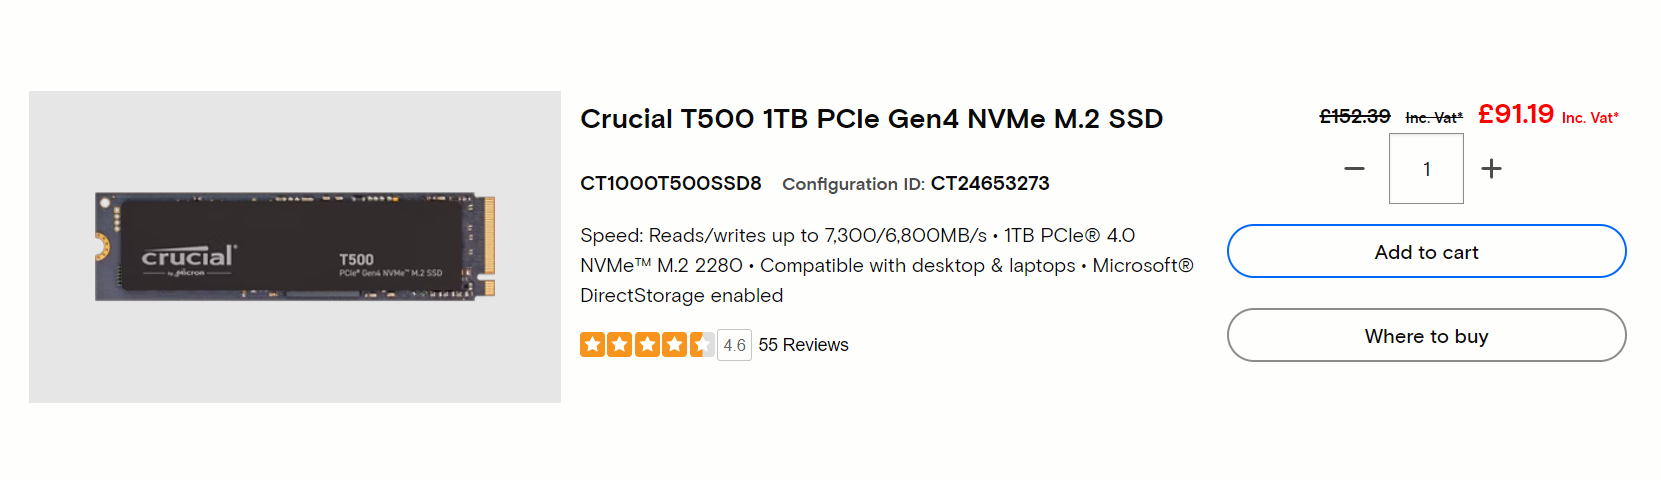 Crucial T500 1TB PCIe Gen4 NVMe M.2 SSD
£152.39 Inc. Vat* £91.19 Inc. Vat*
1
CT1000T500SSD8 Configuration ID: CT24653273
Speed: Reads/writes up to 7,300/6,800MB/s • 1TB PCIe® 4.0
NVMe™ M.2 2280 • Compatible with desktop & laptops • Microsoft®
DirectStorage enabled
4.6 55 Reviews
Add to cart
Where to buy
crucial®
by Micron
T500
PCIe® Gen4 NVMe™ M.2 SSD